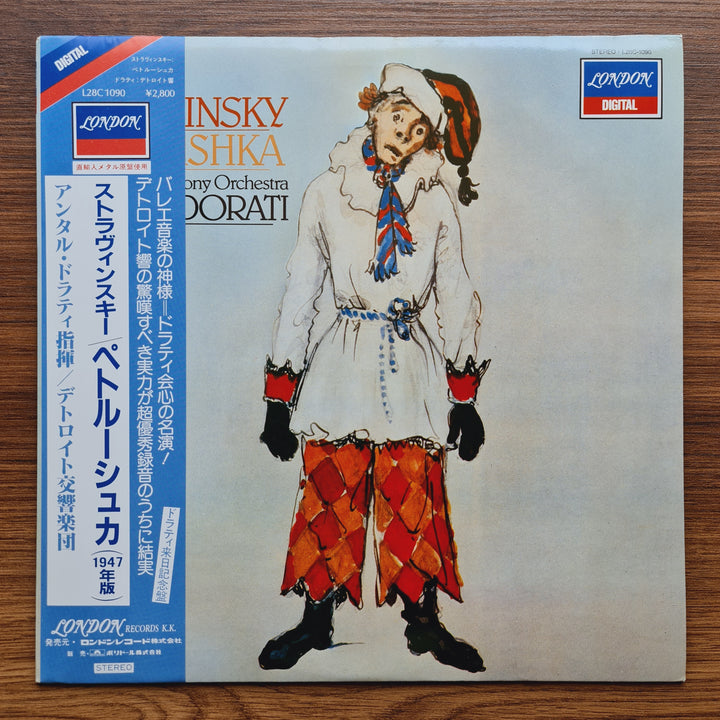 DIGITAL
ストラヴィンスキー:
ペトルーシュカ
ドラティ:デトロイト響
L28C 1090 ¥2,800
LONDON
直輸入メタル原盤使用
バレエ音楽の神様=ドラティ会心の名演!
デトロイト響の驚嘆すべき実力が超優秀録音のうちに結実
ドラティ来日記念盤
ストラヴィンスキー/ペトルーシュカ(1947年版)
アンタル・ドラティ指揮/デトロイト交響楽団
LONDON RECORDS K.K.
発売元・ロンドンレコード株式会社
販売・ポリドール株式会社
STEREO
INSKY
SHKA
ony Orchestra
DORATI
STEREO L28C-1090
LONDON
DIGITAL